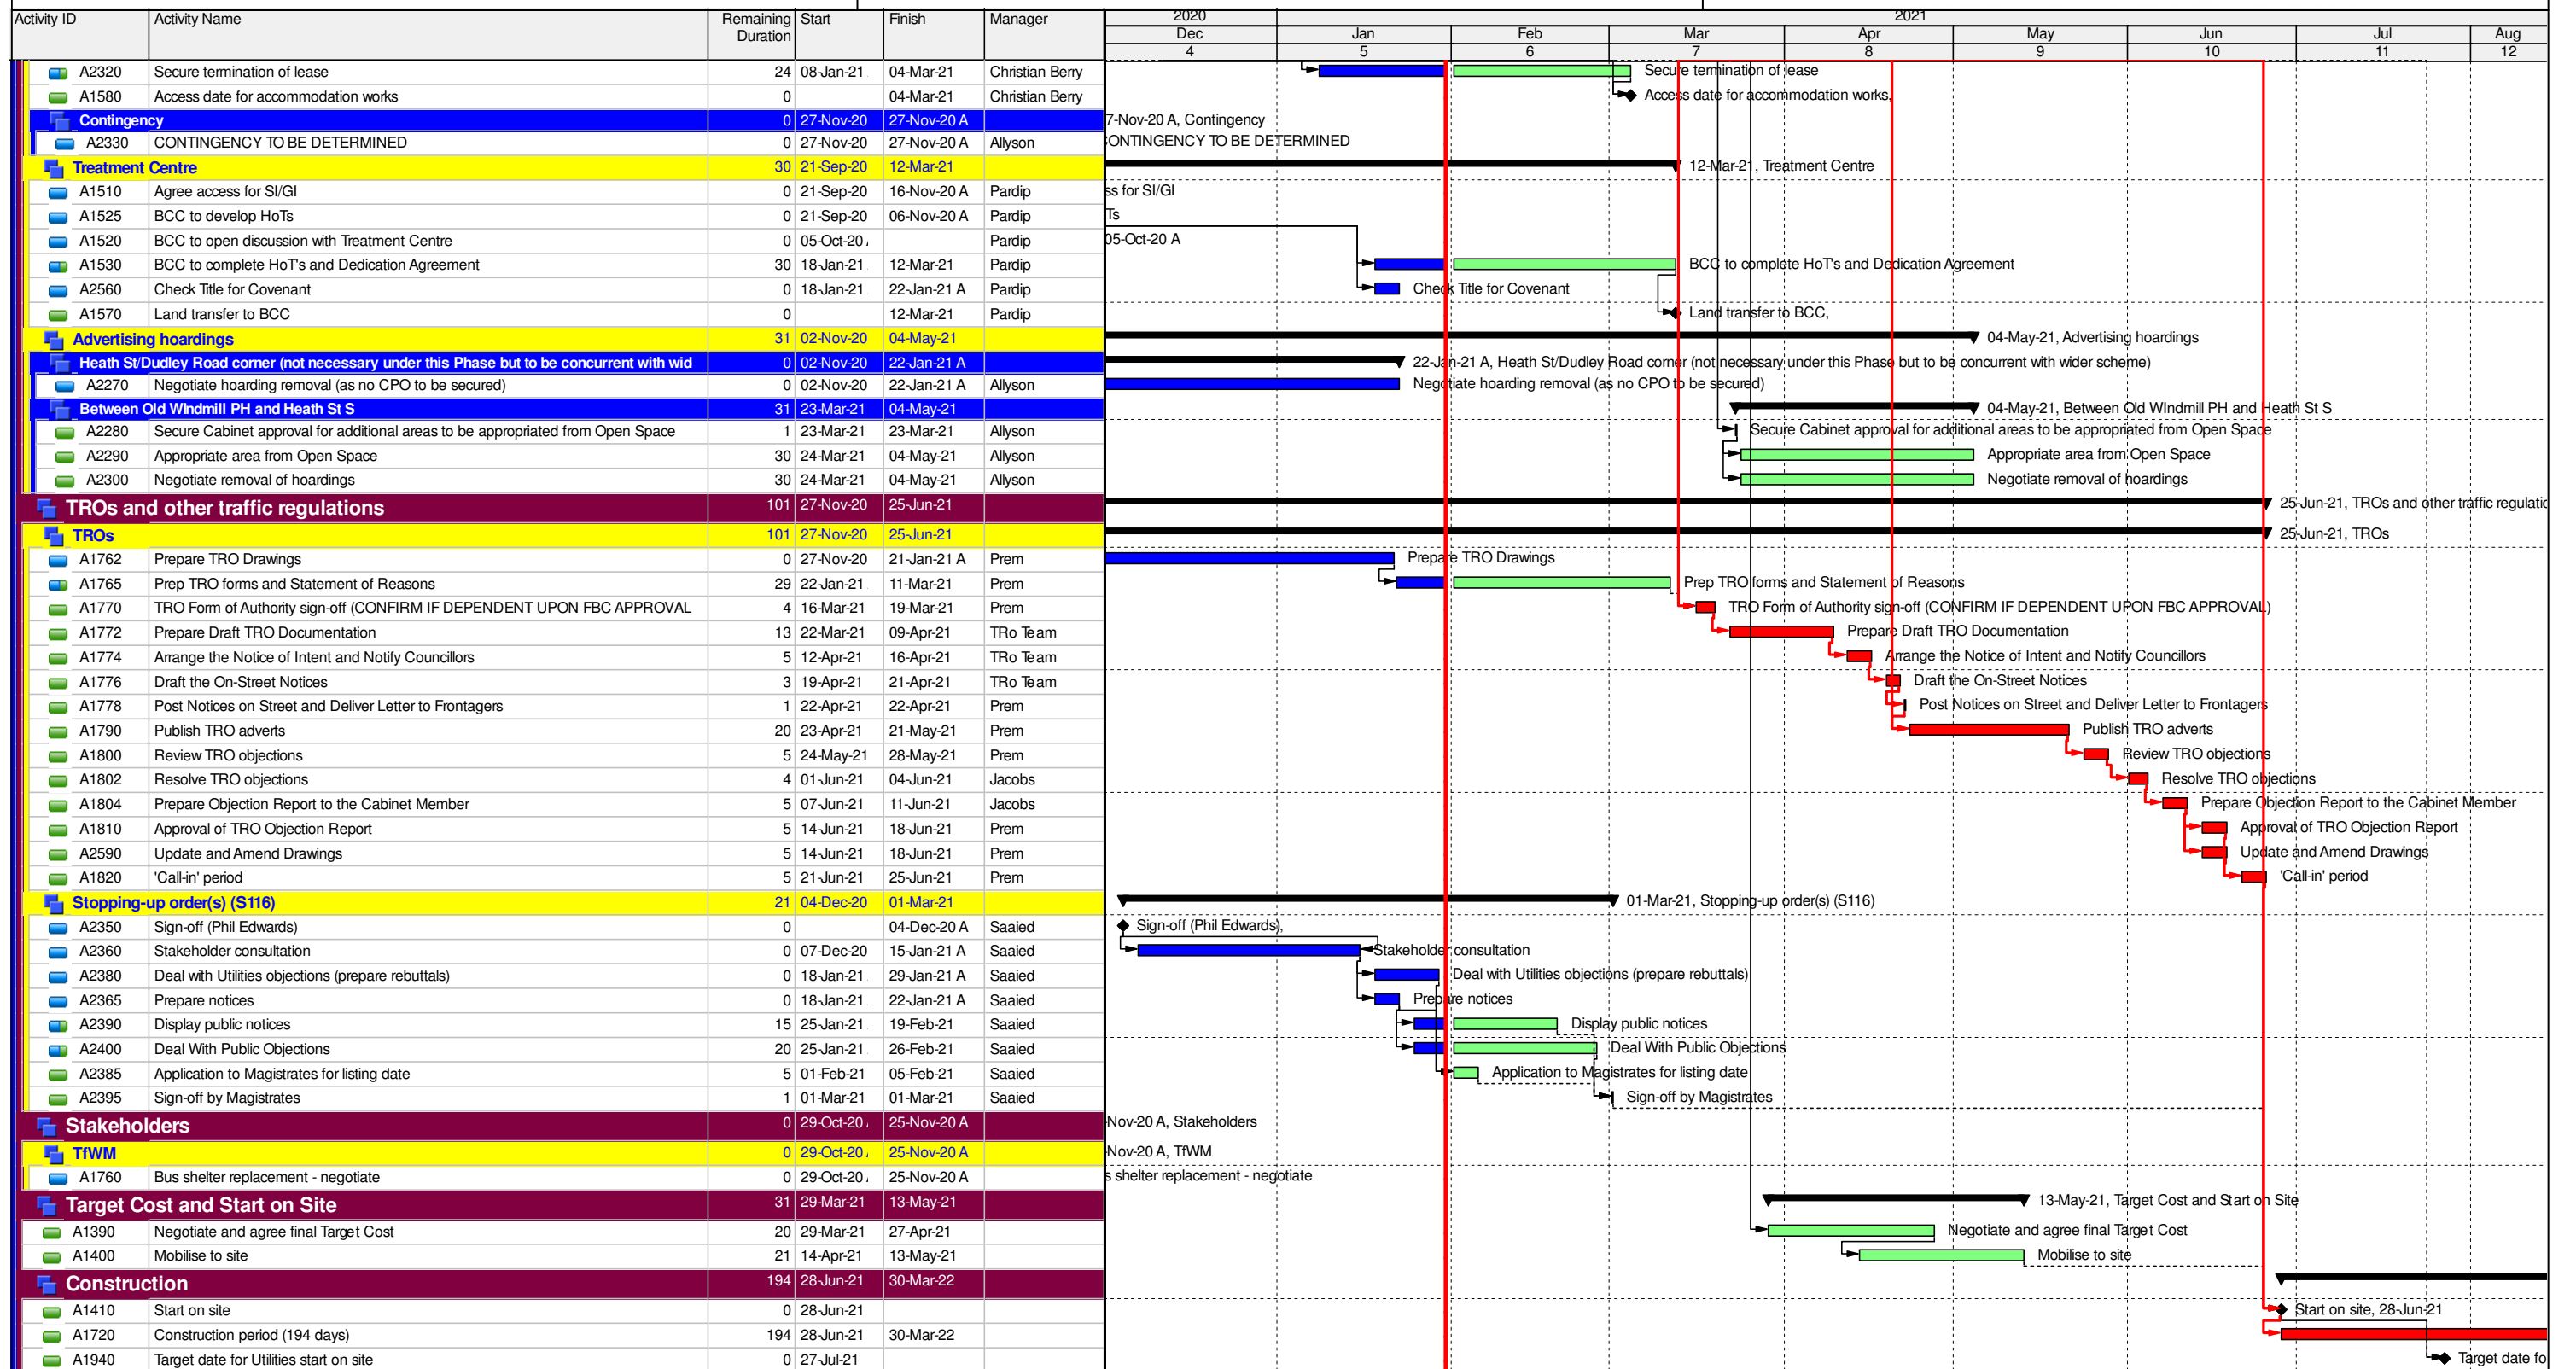 Activity ID Activity Name Remaining Duration Start Finish Manager
2020 2021
Dec Jan Feb Mar Apr May Jun Jul Aug
4 5 6 7 8 9 10 11 12
A2320 Secure termination of lease 24 08-Jan-21 04-Mar-21 Christian Berry Secure termination of lease
A1580 Access date for accommodation works 0 04-Mar-21 Christian Berry Access date for accommodation works,
Contingency 0 27-Nov-20 27-Nov-20 A 7-Nov-20 A, Contingency
A2330 CONTINGENCY TO BE DETERMINED 0 27-Nov-20 27-Nov-20 A Allyson CONTINGENCY TO BE DETERMINED
Treatment Centre 30 21-Sep-20 12-Mar-21 12-Mar-21, Treatment Centre
A1510 Agree access for SI/GI 0 21-Sep-20 16-Nov-20 A Pardip ss for SI/GI
A1525 BCC to develop HoTs 0 21-Sep-20 06-Nov-20 A Pardip Ts
A1520 BCC to open discussion with Treatment Centre 0 05-Oct-20 Pardip 05-Oct-20 A
A1530 BCC to complete HoT's and Dedication Agreement 30 18-Jan-21 12-Mar-21 Pardip BCC to complete HoT's and Dedication Agreement
A2560 Check Title for Covenant 0 18-Jan-21 22-Jan-21 A Pardip Check Title for Covenant
A1570 Land transfer to BCC 0 12-Mar-21 Pardip Land transfer to BCC,
Advertising hoardings 31 02-Nov-20 04-May-21 04-May-21, Advertising hoardings
Heath St/Dudley Road corner (not necessary under this Phase but to be concurrent with wid 0 02-Nov-20 22-Jan-21 A 22-Jan-21 A, Heath St/Dudley Road corner (not necessary under this Phase but to be concurrent with wider scheme)
A2270 Negotiate hoarding removal (as no CPO to be secured) 0 02-Nov-20 22-Jan-21 A Allyson Negotiate hoarding removal (as no CPO to be secured)
Between Old WIndmill PH and Heath St S 31 23-Mar-21 04-May-21 04-May-21, Between Old WIndmill PH and Heath St S
A2280 Secure Cabinet approval for additional areas to be appropriated from Open Space 1 23-Mar-21 23-Mar-21 Allyson Secure Cabinet approval for additional areas to be appropriated from Open Space
A2290 Appropriate area from Open Space 30 24-Mar-21 04-May-21 Allyson Appropriate area from Open Space
A2300 Negotiate removal of hoardings 30 24-Mar-21 04-May-21 Allyson Negotiate removal of hoardings
TROs and other traffic regulations 101 27-Nov-20 25-Jun-21 25-Jun-21, TROs and other traffic regulatic
TROs 101 27-Nov-20 25-Jun-21 25-Jun-21, TROs
A1762 Prepare TRO Drawings 0 27-Nov-20 21-Jan-21 A Prem Prepare TRO Drawings
A1765 Prep TRO forms and Statement of Reasons 29 22-Jan-21 11-Mar-21 Prem Prep TRO forms and Statement of Reasons
A1770 TRO Form of Authority sign-off (CONFIRM IF DEPENDENT UPON FBC APPROVAL 4 16-Mar-21 19-Mar-21 Prem TRO Form of Authority sign-off (CONFIRM IF DEPENDENT UPON FBC APPROVAL)
A1772 Prepare Draft TRO Documentation 13 22-Mar-21 09-Apr-21 TRo Team Prepare Draft TRO Documentation
A1774 Arrange the Notice of Intent and Notify Councillors 5 12-Apr-21 16-Apr-21 TRo Team Arrange the Notice of Intent and Notify Councillors
A1776 Draft the On-Street Notices 3 19-Apr-21 21-Apr-21 TRo Team Draft the On-Street Notices
A1778 Post Notices on Street and Deliver Letter to Frontagers 1 22-Apr-21 22-Apr-21 Prem Post Notices on Street and Deliver Letter to Frontagers
A1790 Publish TRO adverts 20 23-Apr-21 21-May-21 Prem Publish TRO adverts
A1800 Review TRO objections 5 24-May-21 28-May-21 Prem Review TRO objections
A1802 Resolve TRO objections 4 01-Jun-21 04-Jun-21 Jacobs Resolve TRO objections
A1804 Prepare Objection Report to the Cabinet Member 5 07-Jun-21 11-Jun-21 Jacobs Prepare Objection Report to the Cabinet Member
A1810 Approval of TRO Objection Report 5 14-Jun-21 18-Jun-21 Prem Approval of TRO Objection Report
A2590 Update and Amend Drawings 5 14-Jun-21 18-Jun-21 Prem Update and Amend Drawings
A1820 'Call-in' period 5 21-Jun-21 25-Jun-21 Prem 'Call-in' period
Stopping-up order(s) (S116) 21 04-Dec-20 01-Mar-21 01-Mar-21, Stopping-up order(s) (S116)
A2350 Sign-off (Phil Edwards) 0 04-Dec-20 A Saaied Sign-off (Phil Edwards),
A2360 Stakeholder consultation 0 07-Dec-20 15-Jan-21 A Saaied Stakeholder consultation
A2380 Deal with Utilities objections (prepare rebuttals) 0 18-Jan-21 29-Jan-21 A Saaied Deal with Utilities objections (prepare rebuttals)
A2365 Prepare notices 0 18-Jan-21 22-Jan-21 A Saaied Prepare notices
A2390 Display public notices 15 25-Jan-21 19-Feb-21 Saaied Display public notices
A2400 Deal With Public Objections 20 25-Jan-21 26-Feb-21 Saaied Deal With Public Objections
A2385 Application to Magistrates for listing date 5 01-Feb-21 05-Feb-21 Saaied Application to Magistrates for listing date
A2395 Sign-off by Magistrates 1 01-Mar-21 01-Mar-21 Saaied Sign-off by Magistrates
Stakeholders 0 29-Oct-20 25-Nov-20 A -Nov-20 A, Stakeholders
TfWM 0 29-Oct-20 25-Nov-20 A -Nov-20 A, TfWM
A1760 Bus shelter replacement - negotiate 0 29-Oct-20 25-Nov-20 A s shelter replacement - negotiate
Target Cost and Start on Site 31 29-Mar-21 13-May-21 13-May-21, Target Cost and Start on Site
A1390 Negotiate and agree final Target Cost 20 29-Mar-21 27-Apr-21 Negotiate and agree final Target Cost
A1400 Mobilise to site 21 14-Apr-21 13-May-21 Mobilise to site
Construction 194 28-Jun-21 30-Mar-22
A1410 Start on site 0 28-Jun-21 Start on site, 28-Jun-21
A1720 Construction period (194 days) 194 28-Jun-21 30-Mar-22
A1940 Target date for Utilities start on site 0 27-Jul-21 Target date fo